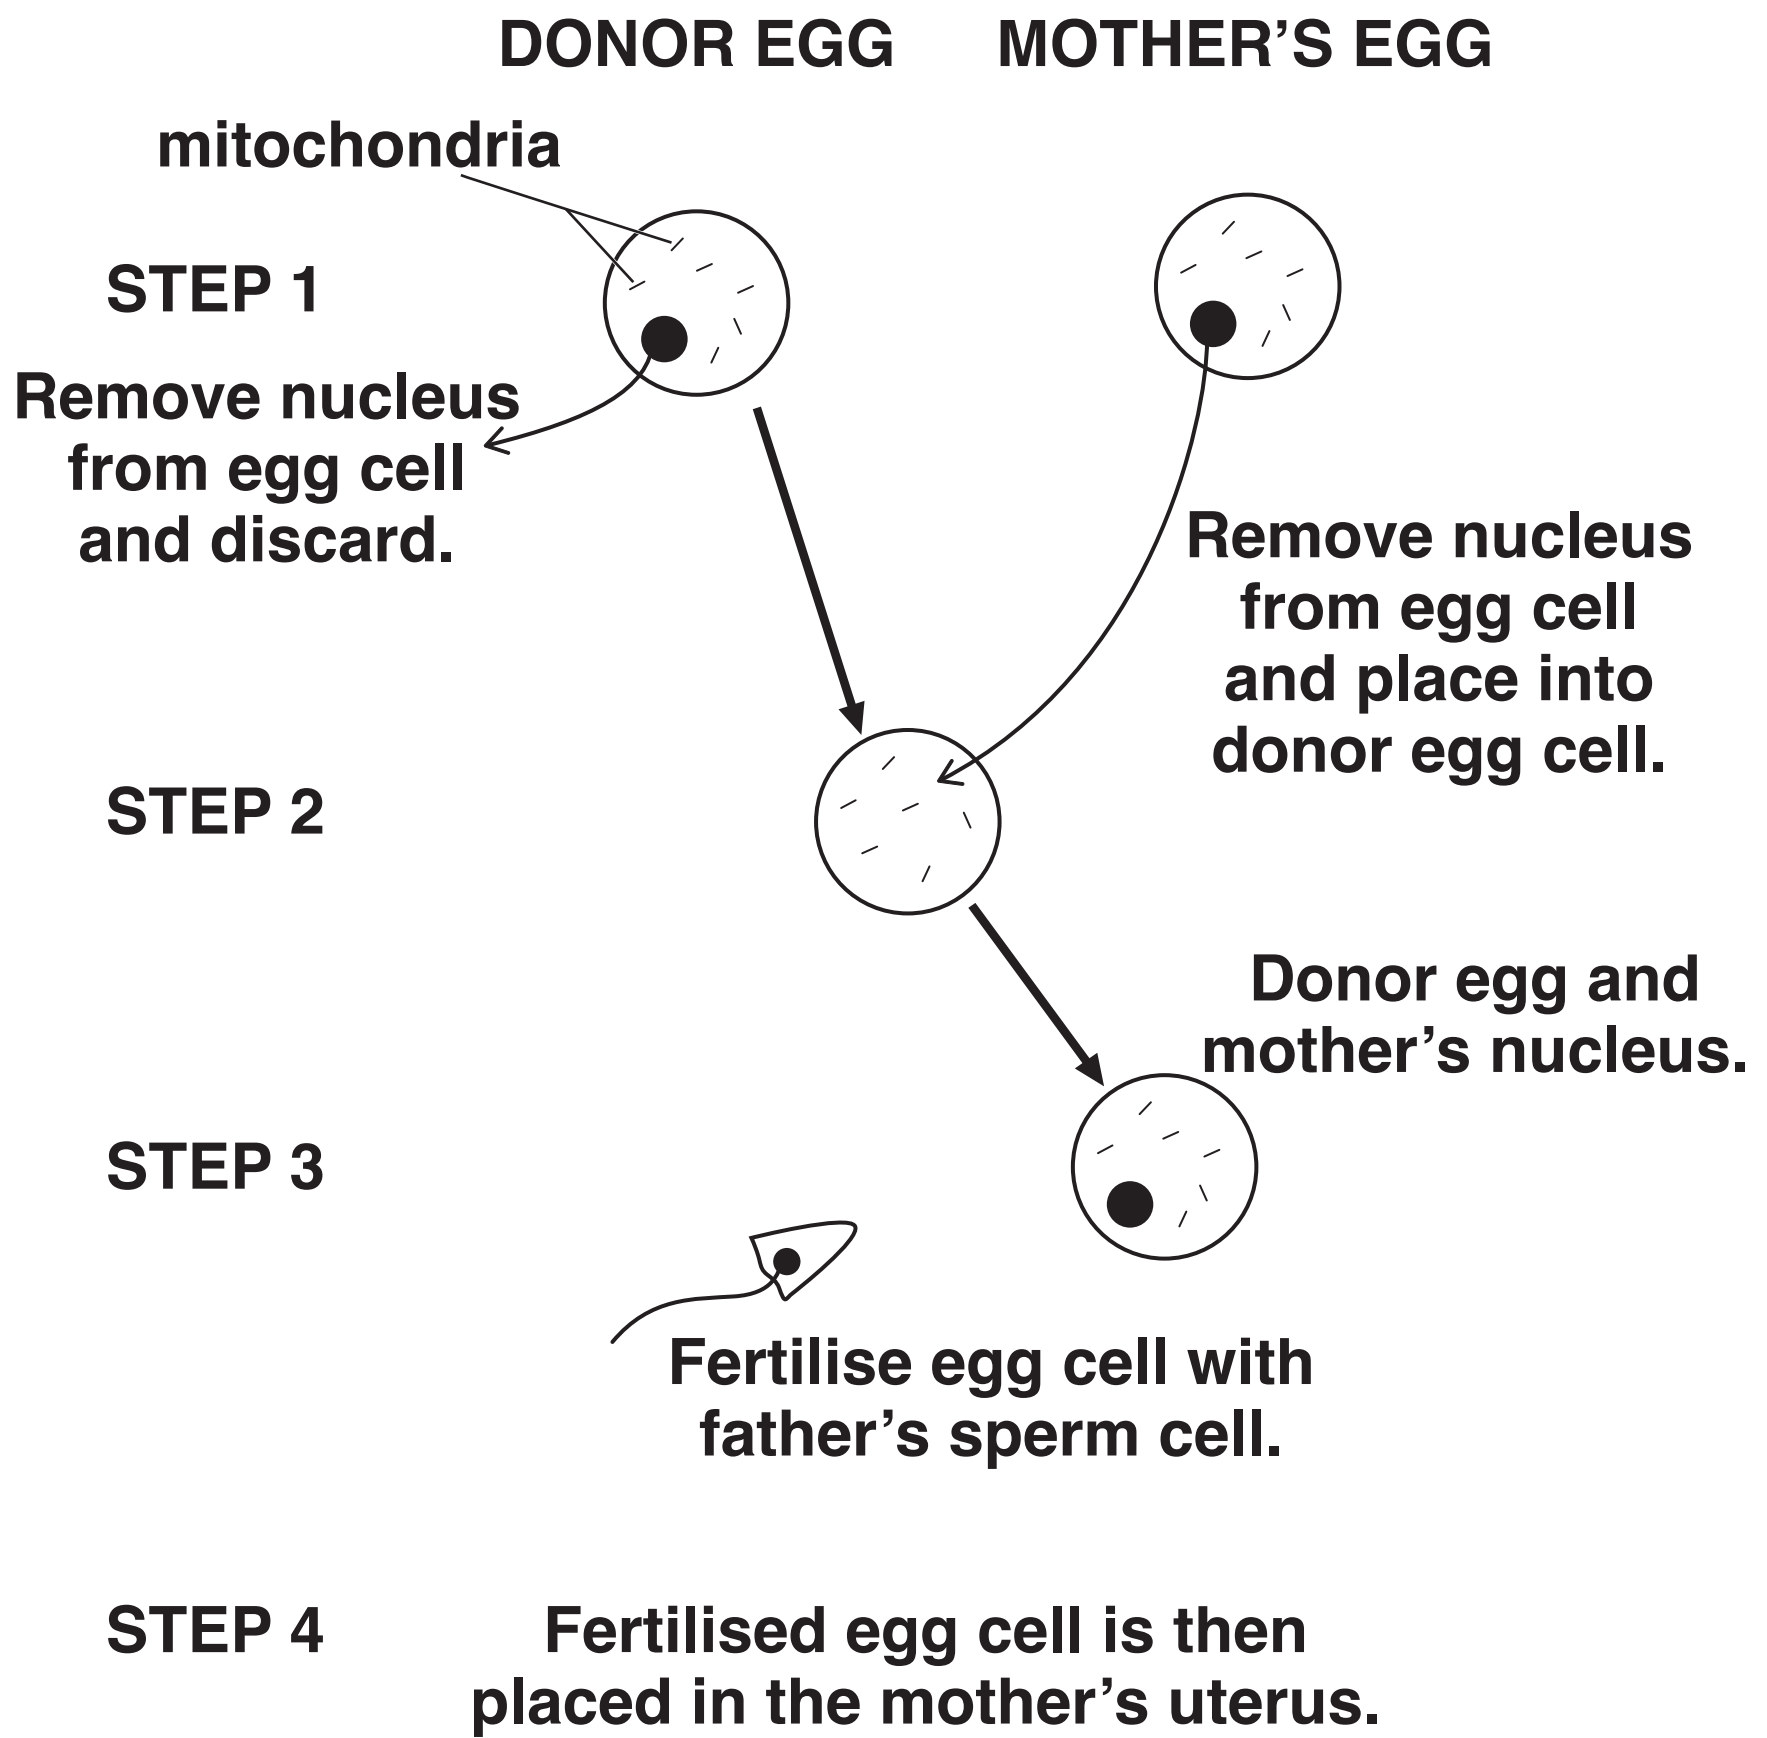 DONOR EGG MOTHER'S EGG
mitochondria
STEP 1
Remove nucleus
from egg cell
and discard.
Remove nucleus
from egg cell
and place into
donor egg cell.
STEP 2
Donor egg and
mother's nucleus.
STEP 3
Fertilise egg cell with
father's sperm cell.
STEP 4
Fertilised egg cell is then
placed in the mother's uterus.